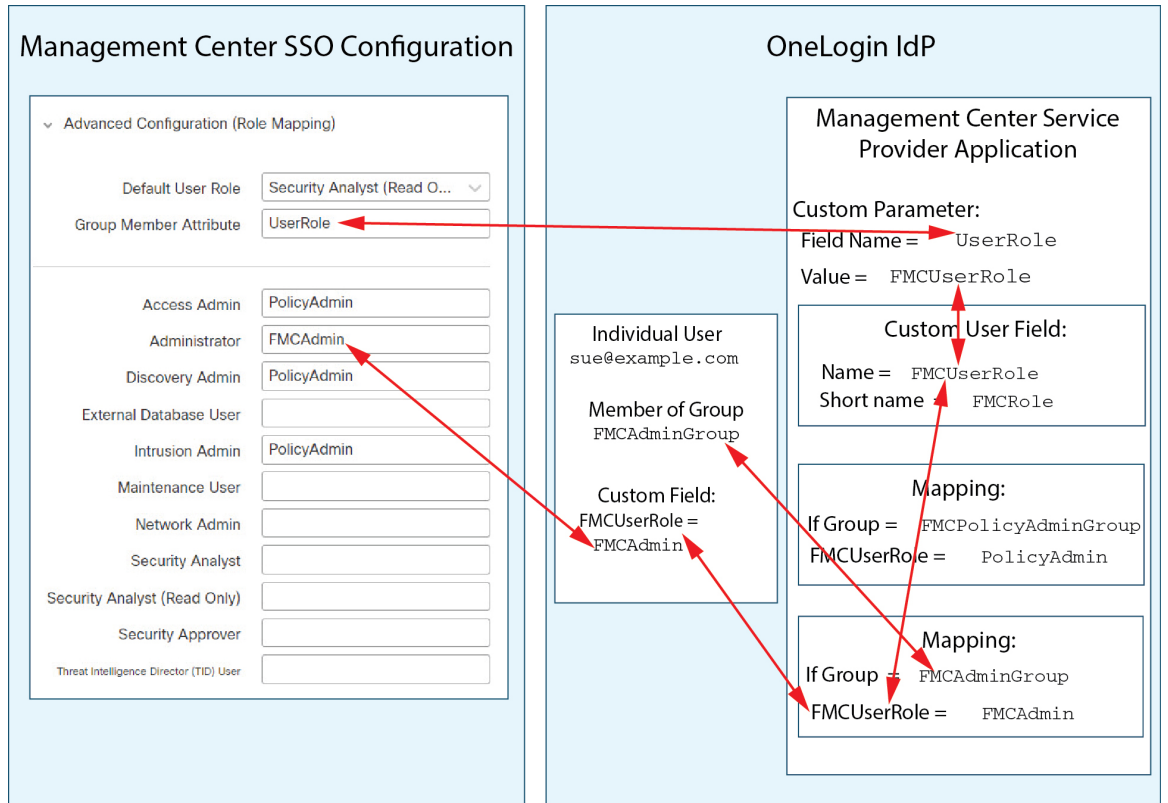 Management Center SSO Configuration
Advanced Configuration (Role Mapping)
Default User Role Security Analyst (Read O...
Group Member Attribute UserRole
Access Admin PolicyAdmin
Administrator FMCAdmin
Discovery Admin PolicyAdmin
External Database User
Intrusion Admin PolicyAdmin
Maintenance User
Network Admin
Security Analyst
Security Analyst (Read Only)
Security Approver
Threat Intelligence Director (TID) User
OneLogin IdP
Individual User
sue@example.com
Member of Group
FMCAdminGroup
Custom Field:
FMCUserRole =
FMCAdmin
Management Center Service
Provider Application
Custom Parameter:
Field Name = UserRole
Value = FMCUserRole
Custom User Field:
Name = FMCUserRole
Short name = FMCRole
Mapping:
If Group = FMCPolicyAdminGroup
FMCUserRole = PolicyAdmin
Mapping:
If Group = FMCAdminGroup
FMCUserRole = FMCAdmin